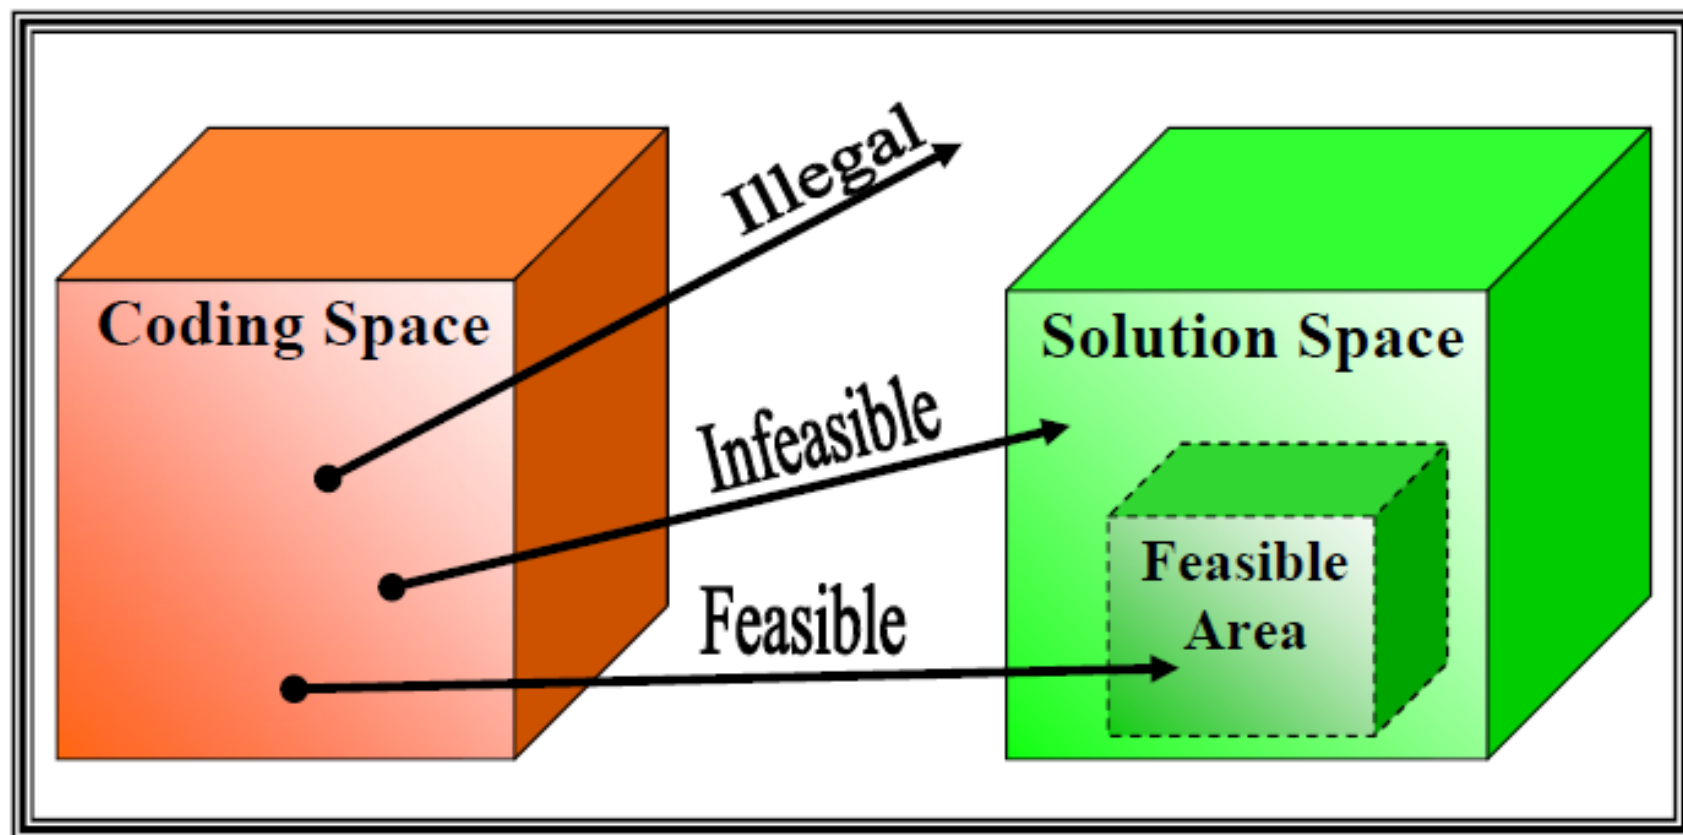 Illegal
Coding Space
Solution Space
Infeasible
Feasible
Area
Feasible